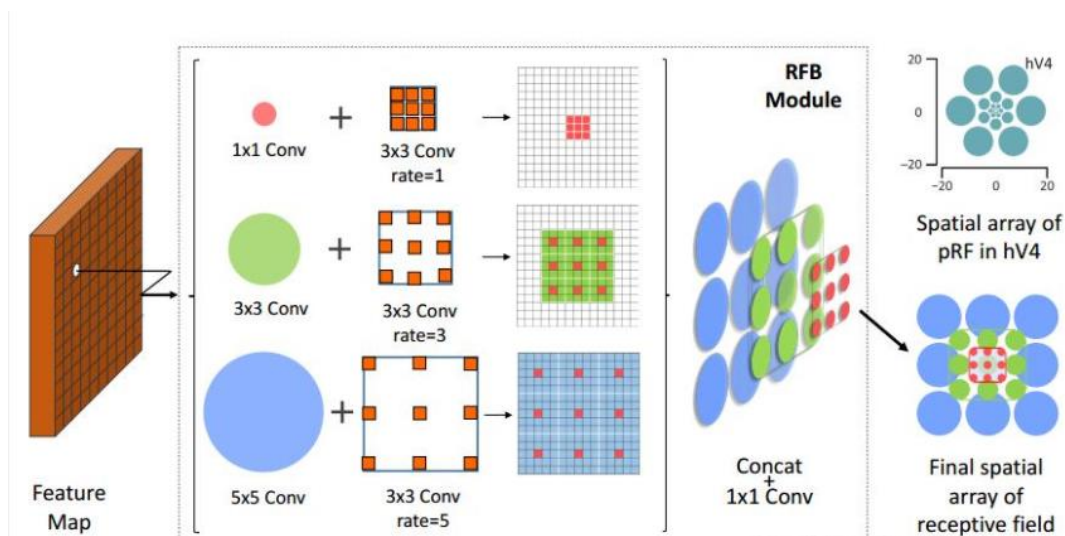 Feature
Map
1x1 Conv
+
3x3 Conv
rate=1
3x3 Conv
+
3x3 Conv
rate=3
5x5 Conv
+
3x3 Conv
rate=5
RFB
Module
Concat
+
1x1 Conv
20
0
−20
−20
0
20
hV4
Spatial array of
pRF in hV4
Final spatial
array of
receptive field